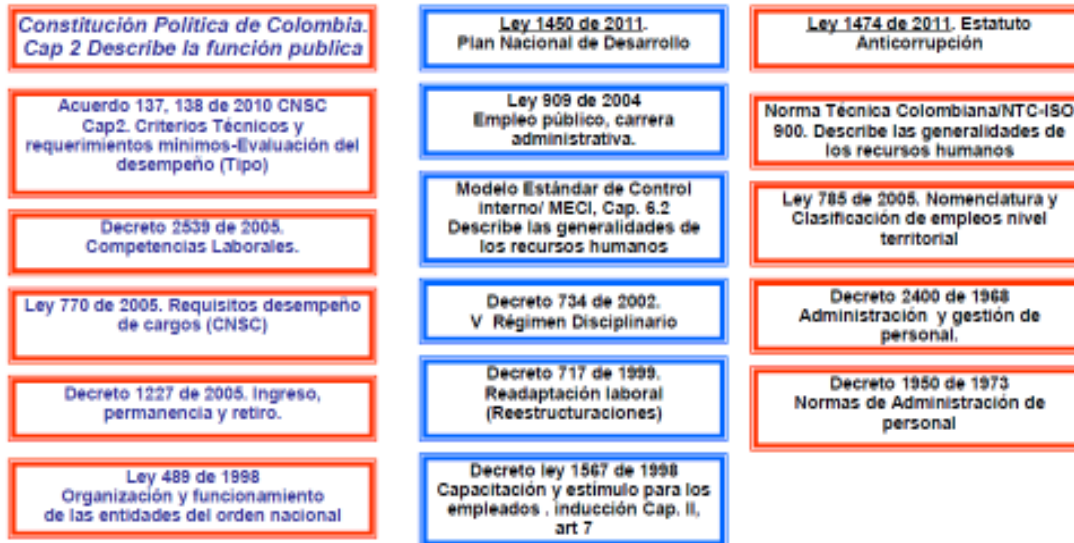 Constitución Política de Colombia.
Cap 2 Describe la función publica
Acuerdo 137, 138 de 2010 CNSC
Cap2. Criterios Técnicos y
requerimientos mínimos-Evaluación del
desempeño (Tipo)
Decreto 2539 de 2005.
Competencias Laborales.
Ley 770 de 2005. Requisitos desempeño
de cargos (CNSC)
Decreto 1227 de 2005. Ingreso,
permanencia y retiro.
Ley 489 de 1998
Organización y funcionamiento
de las entidades del orden nacional
Ley 1450 de 2011.
Plan Nacional de Desarrollo
Ley 909 de 2004
Empleo público, carrera
administrativa.
Modelo Estándar de Control
interno/ MECI, Cap. 6.2
Describe las generalidades de
los recursos humanos
Decreto 734 de 2002.
V Régimen Disciplinario
Decreto 717 de 1999.
Readaptación laboral
(Reestructuraciones)
Decreto ley 1567 de 1998
Capacitación y estímulo para los
empleados , inducción Cap. II,
art 7
Ley 1474 de 2011. Estatuto
Anticorrupción
Norma Técnica Colombiana/NTC-ISO
900. Describe las generalidades de
los recursos humanos
Ley 785 de 2005. Nomenclatura y
Clasificación de empleos nivel
territorial
Decreto 2400 de 1968
Administración y gestión de
personal.
Decreto 1950 de 1973
Normas de Administración de
personal